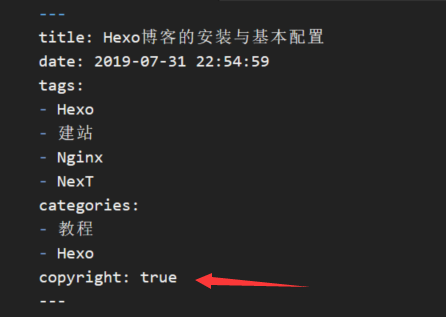 ---
title: Hexo博客的安装与基本配置
date: 2019-07-31 22:54:59
tags:
- Hexo
- 建站
- Nginx
- NexT
categories:
- 教程
- Hexo
copyright: true
---